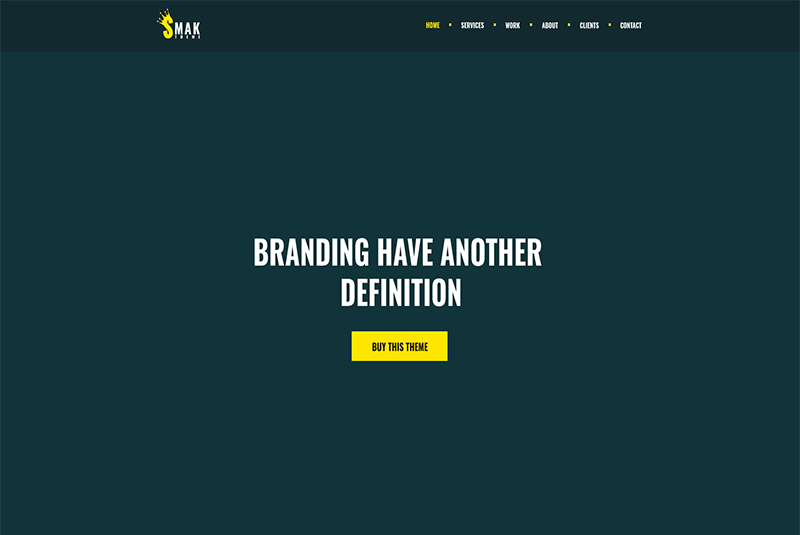 SMAK
THEME
HOME
SERVICES
WORK
ABOUT
CLIENTS
CONTACT
BRANDING HAVE ANOTHER
DEFINITION
BUY THIS THEME